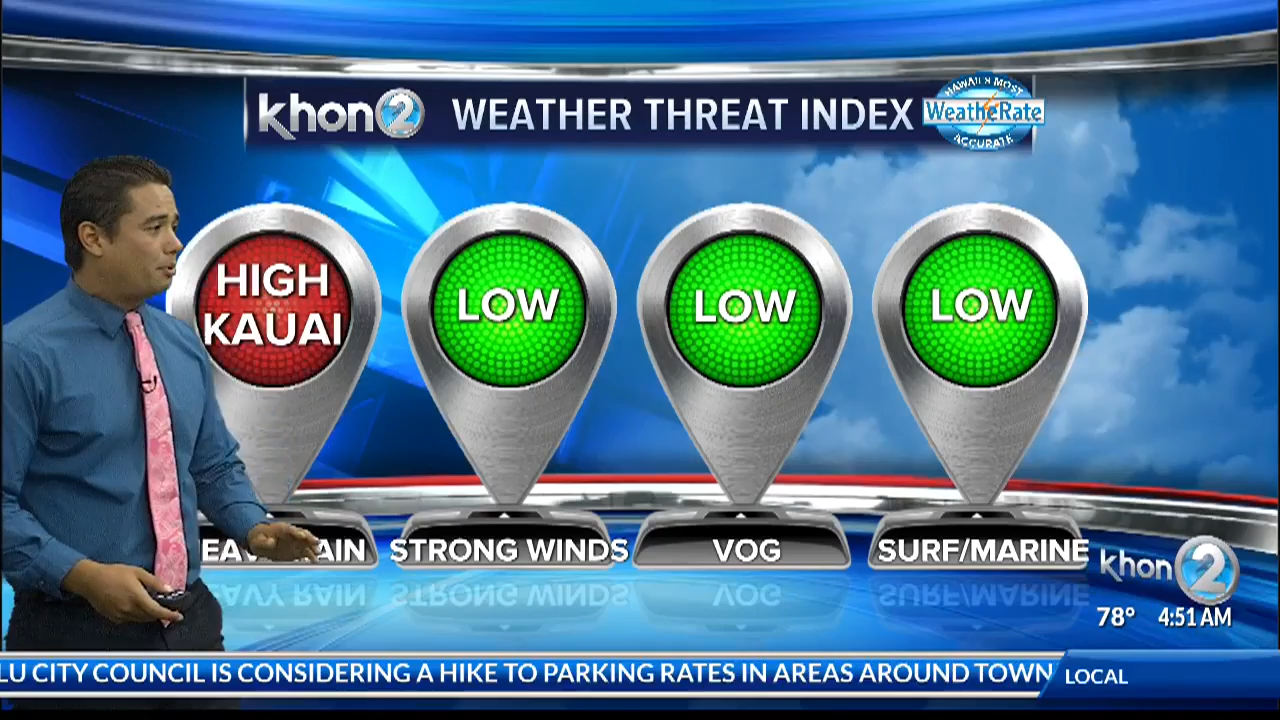 khon2 WEATHER THREAT INDEX
HAWAII'S MOST
WeatheRate
ACCURATE
HIGH
KAUAI
LOW
LOW
LOW
RAIN
STRONG WINDS
VOG
SURF/MARINE
khon2
78° 4:51 AM
LU CITY COUNCIL IS CONSIDERING A HIKE TO PARKING RATES IN AREAS AROUND TOWN
LOCAL